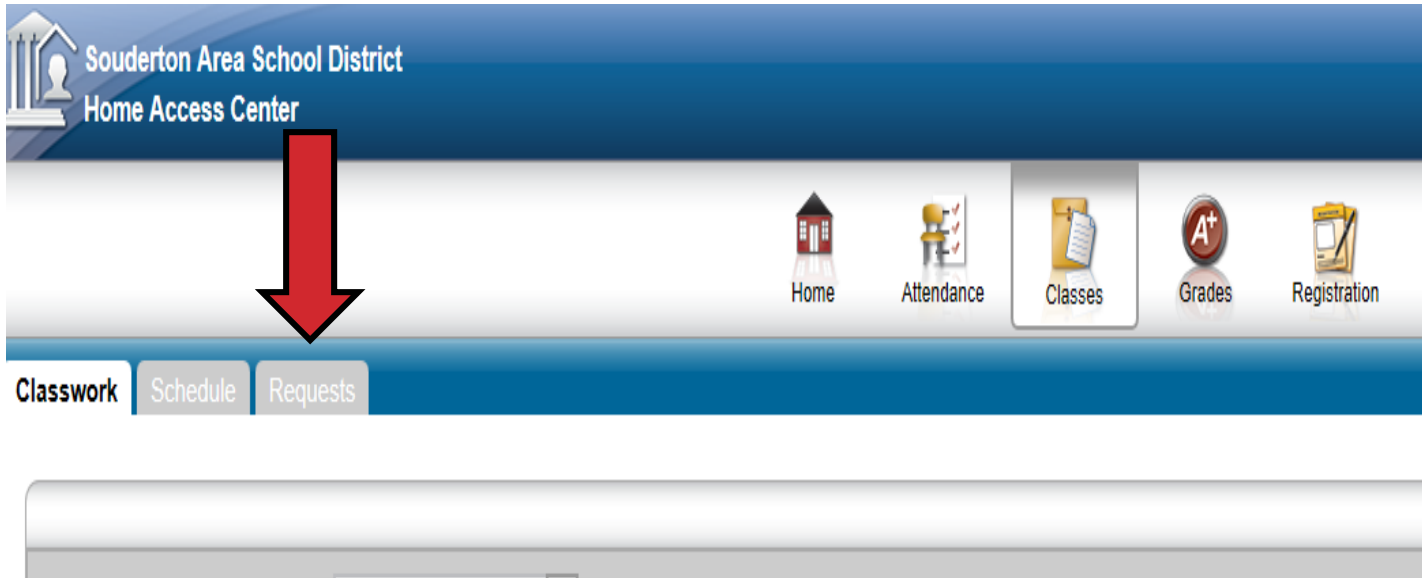 Souderton Area School District
Home Access Center
A+
Home Attendance Classes Grades Registration
Classwork Schedule Requests